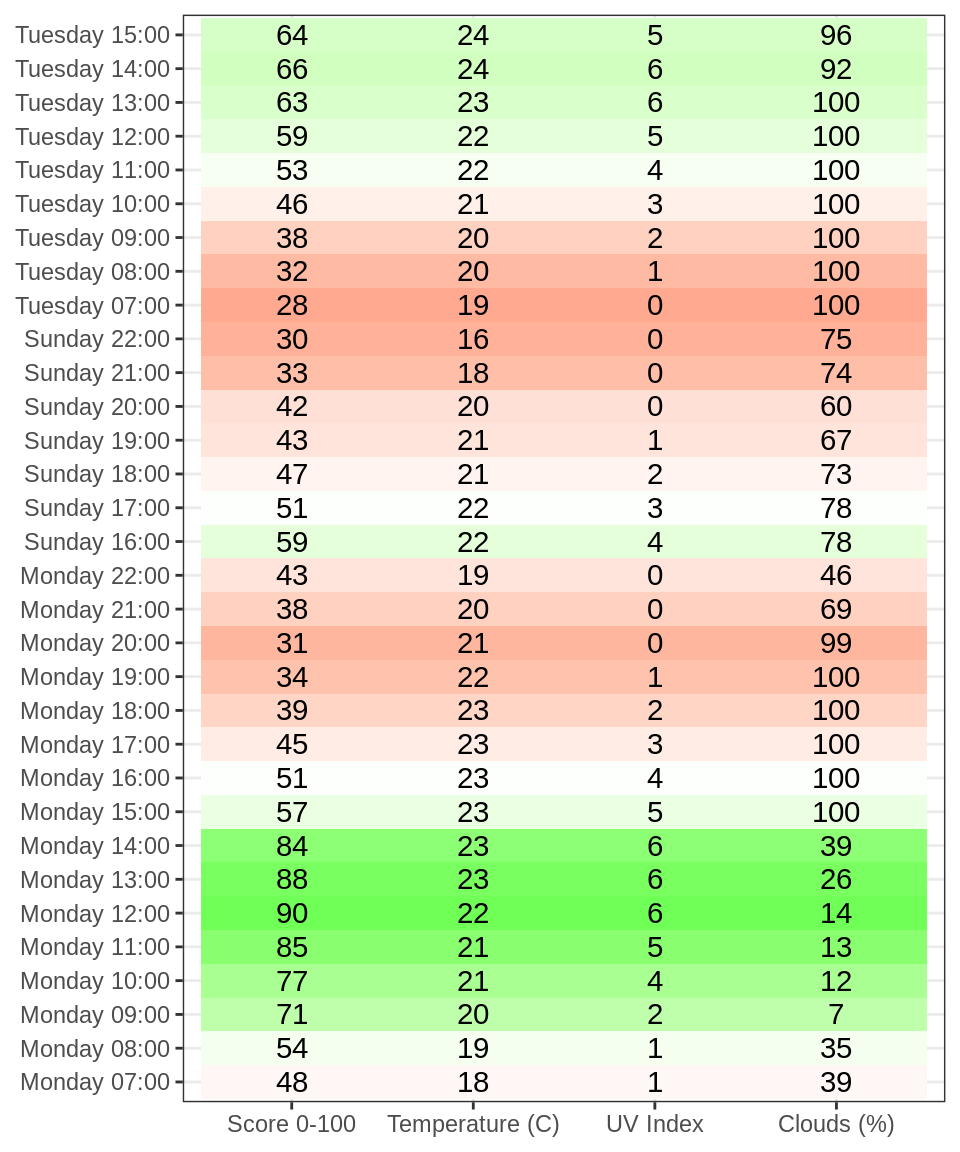 Tuesday 15:00 64 24 5 96
Tuesday 14:00 66 24 6 92
Tuesday 13:00 63 23 6 100
Tuesday 12:00 59 22 5 100
Tuesday 11:00 53 22 4 100
Tuesday 10:00 46 21 3 100
Tuesday 09:00 38 20 2 100
Tuesday 08:00 32 20 1 100
Tuesday 07:00 28 19 0 100
Sunday 22:00 30 16 0 75
Sunday 21:00 33 18 0 74
Sunday 20:00 42 20 0 60
Sunday 19:00 43 21 1 67
Sunday 18:00 47 21 2 73
Sunday 17:00 51 22 3 78
Sunday 16:00 59 22 4 78
Monday 22:00 43 19 0 46
Monday 21:00 38 20 0 69
Monday 20:00 31 21 0 99
Monday 19:00 34 22 1 100
Monday 18:00 39 23 2 100
Monday 17:00 45 23 3 100
Monday 16:00 51 23 4 100
Monday 15:00 57 23 5 100
Monday 14:00 84 23 6 39
Monday 13:00 88 23 6 26
Monday 12:00 90 22 6 14
Monday 11:00 85 21 5 13
Monday 10:00 77 21 4 12
Monday 09:00 71 20 2 7
Monday 08:00 54 19 1 35
Monday 07:00 48 18 1 39
Score 0-100 Temperature (C) UV Index Clouds (%)